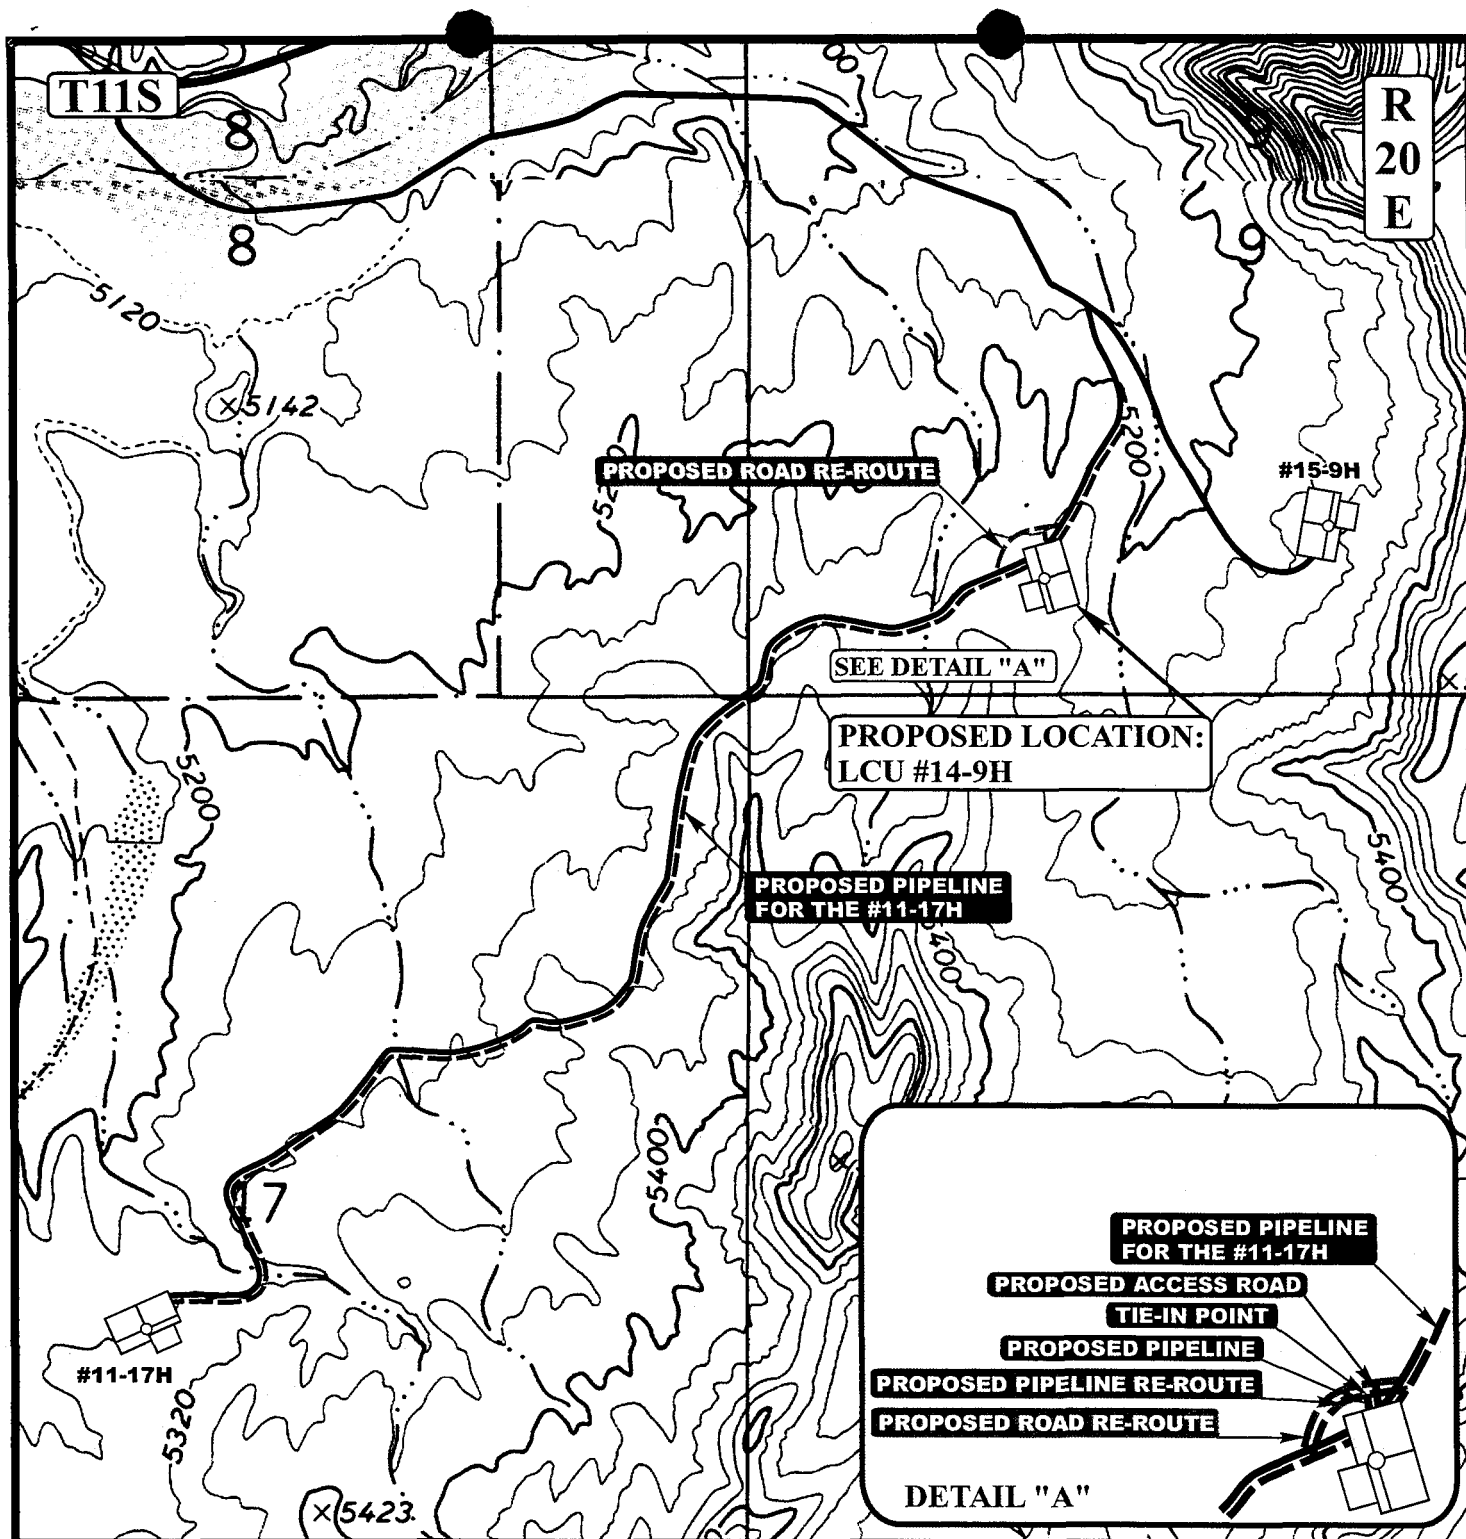 T11S
8
00
9
R
20
E
8
9
5120
×5142
5200
PROPOSED ROAD RE-ROUTE
#15-9H
SEE DETAIL "A"
PROPOSED LOCATION:
LCU #14-9H
5200
5400
PROPOSED PIPELINE
FOR THE #11-17H
5400
5400
7
#11-17H
5320
×5423
PROPOSED PIPELINE
FOR THE #11-17H
PROPOSED ACCESS ROAD
TIE-IN POINT
PROPOSED PIPELINE
PROPOSED PIPELINE RE-ROUTE
PROPOSED ROAD RE-ROUTE
DETAIL "A"